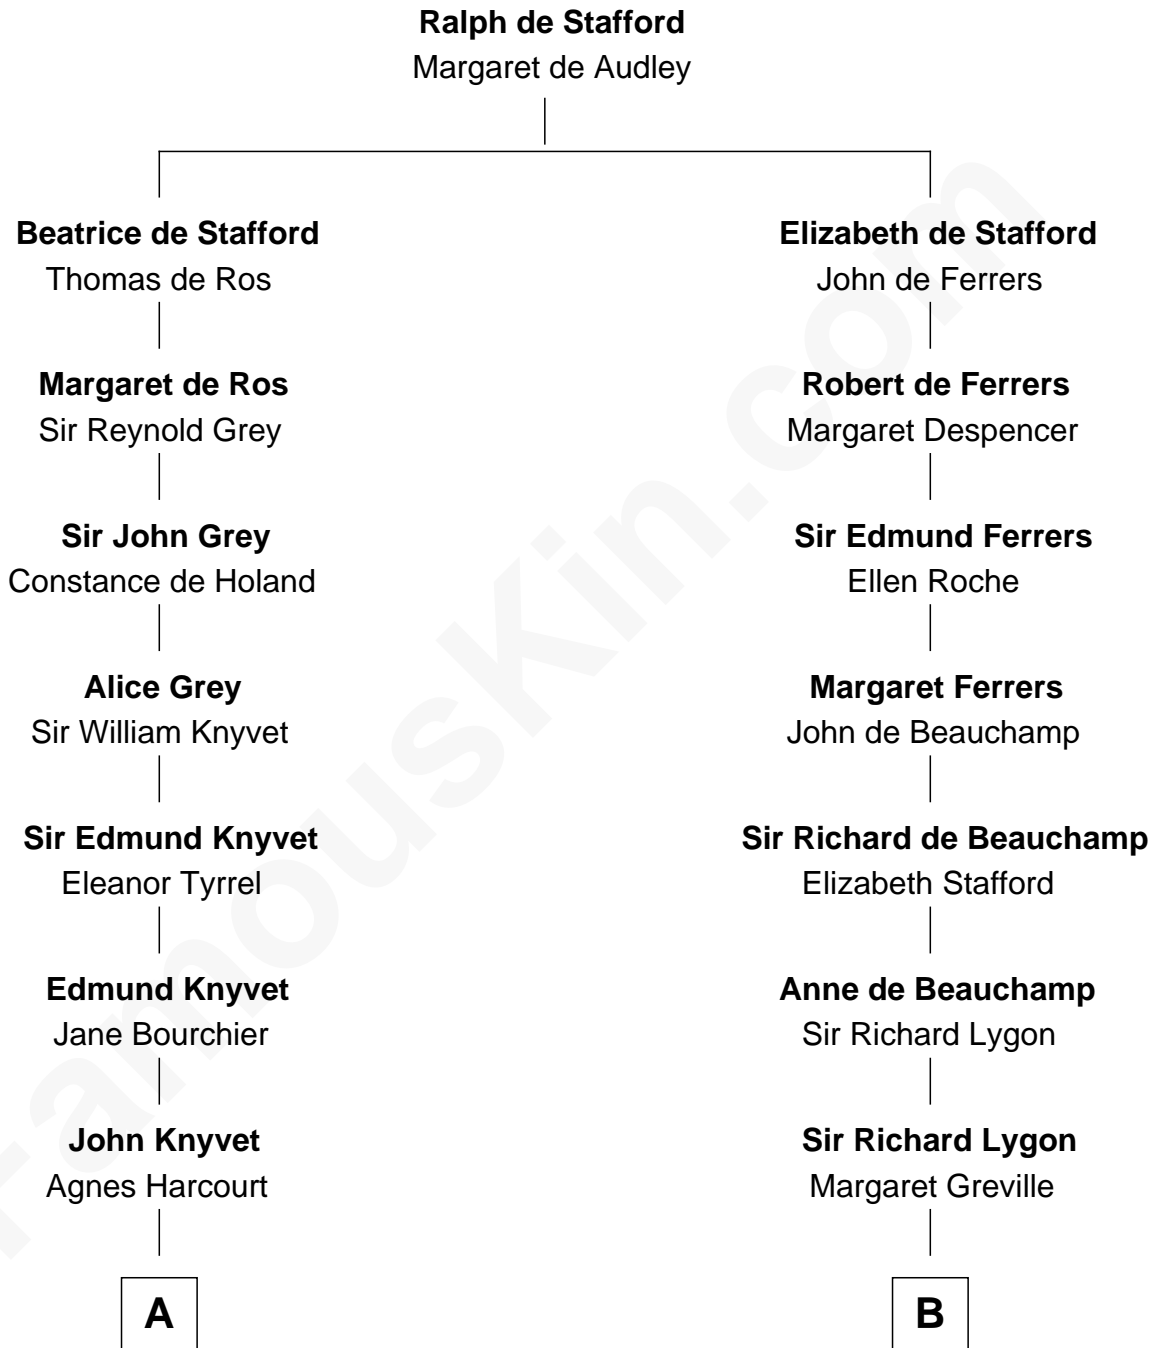 Ralph de Stafford
Margaret de Audley
Beatrice de Stafford
Thomas de Ros
Elizabeth de Stafford
John de Ferrers
Margaret de Ros
Sir Reynold Grey
Robert de Ferrers
Margaret Despencer
Sir John Grey
Constance de Holand
Sir Edmund Ferrers
Ellen Roche
Alice Grey
Sir William Knyvet
Margaret Ferrers
John de Beauchamp
Sir Edmund Knyvet
Eleanor Tyrrel
Sir Richard de Beauchamp
Elizabeth Stafford
Edmund Knyvet
Jane Bourchier
Anne de Beauchamp
Sir Richard Lygon
John Knyvet
Agnes Harcourt
Sir Richard Lygon
Margaret Greville
A
B
FamousKin.com